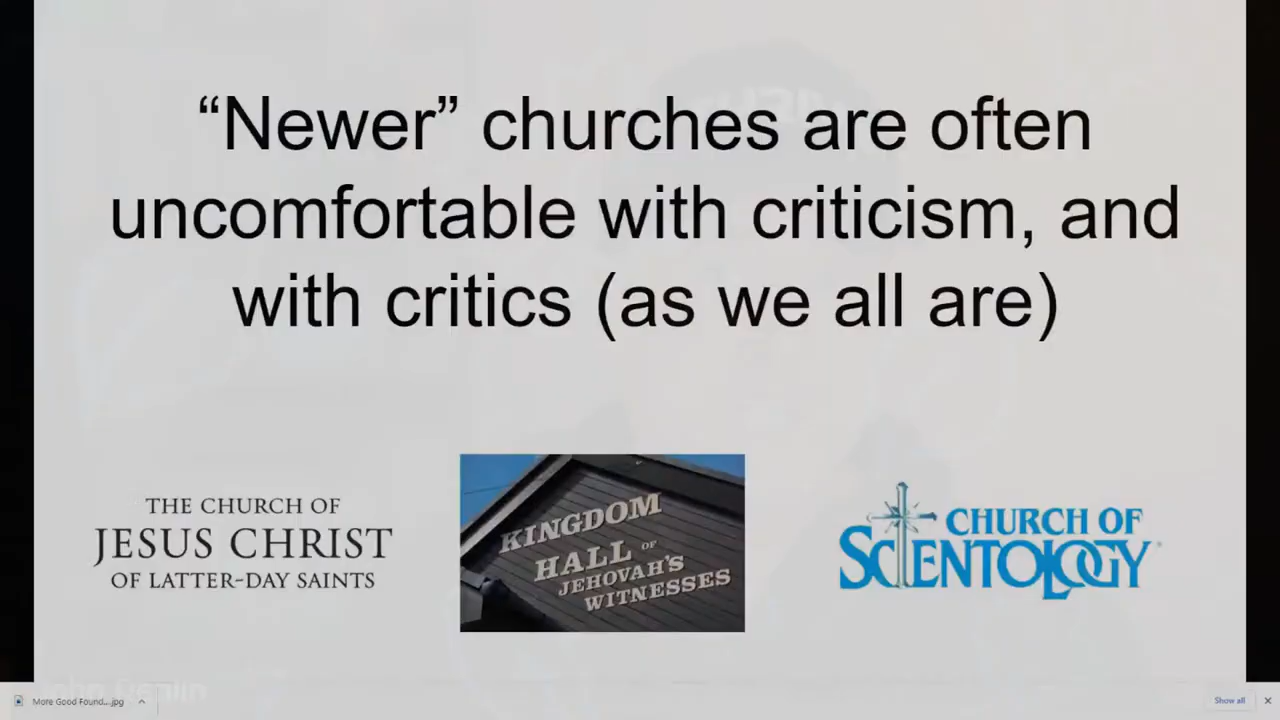 “Newer” churches are often
uncomfortable with criticism, and
with critics (as we all are)
THE CHURCH OF
JESUS CHRIST
OF LATTER-DAY SAINTS
KINGDOM
HALL OF
JEHOVAH'S
WITNESSES
CHURCH OF
SCIENTOLOGY
More Good Found....jpg
Show all